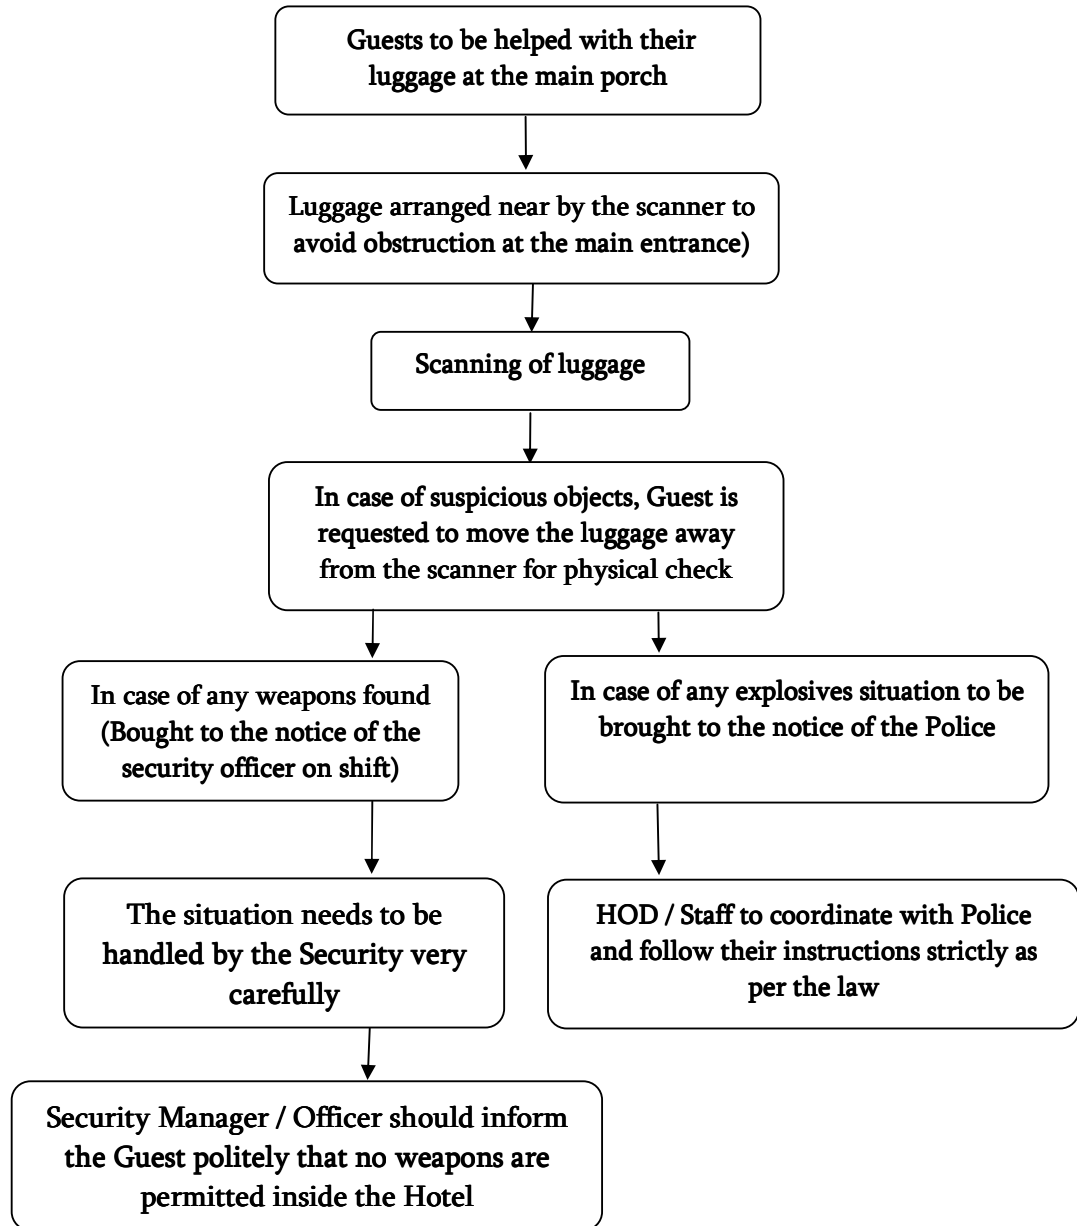 Guests to be helped with their
luggage at the main porch
Luggage arranged near by the scanner to
avoid obstruction at the main entrance)
Scanning of luggage
In case of suspicious objects, Guest is
requested to move the luggage away
from the scanner for physical check
In case of any weapons found
(Bought to the notice of the
security officer on shift)
In case of any explosives situation to be
brought to the notice of the Police
The situation needs to be
handled by the Security very
carefully
HOD / Staff to coordinate with Police
and follow their instructions strictly as
per the law
Security Manager / Officer should inform
the Guest politely that no weapons are
permitted inside the Hotel